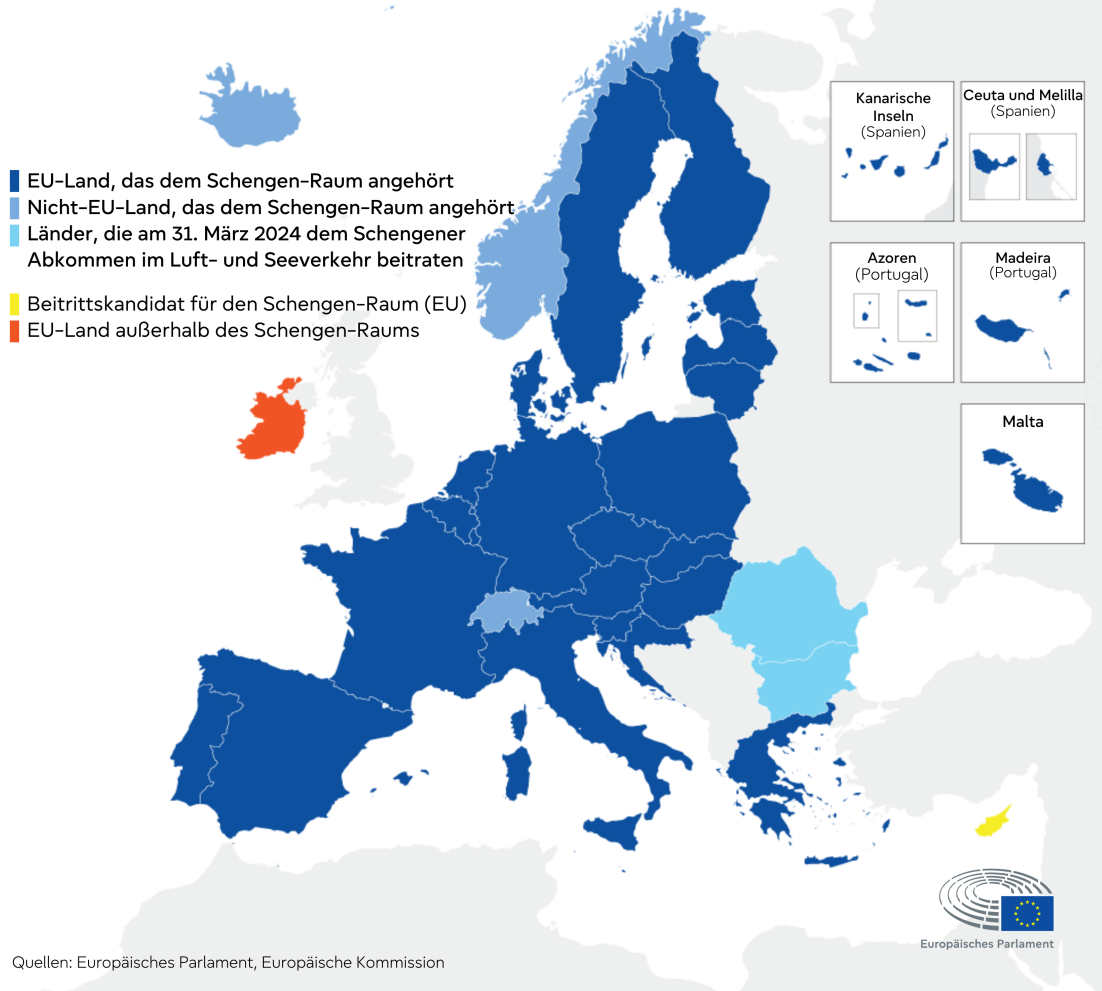 EU-Land, das dem Schengen-Raum angehört
Nicht-EU-Land, das dem Schengen-Raum angehört
Länder, die am 31. März 2024 dem Schengener
Abkommen im Luft- und Seeverkehr beitraten
Beitrittskandidat für den Schengen-Raum (EU)
EU-Land außerhalb des Schengen-Raums
Kanarische
Inseln
(Spanien)
Ceuta und Melilla
(Spanien)
Azoren
(Portugal)
Madeira
(Portugal)
Malta
Europäisches Parlament
Quellen: Europäisches Parlament, Europäische Kommission